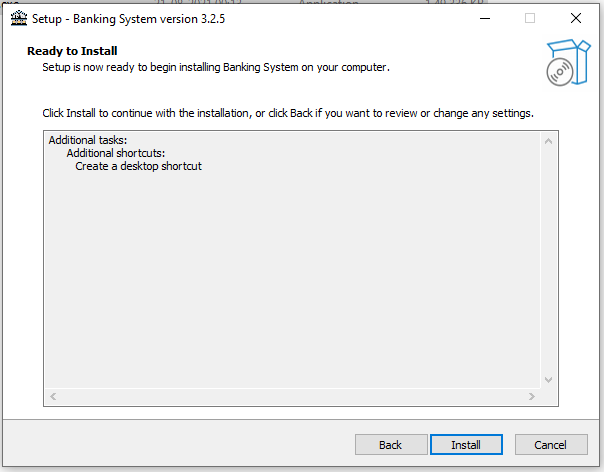 Setup - Banking System version 3.2.5
Ready to Install
Setup is now ready to begin installing Banking System on your computer.
Click Install to continue with the installation, or click Back if you want to review or change any settings.
Additional tasks:
Additional shortcuts:
Create a desktop shortcut
Back
Install
Cancel